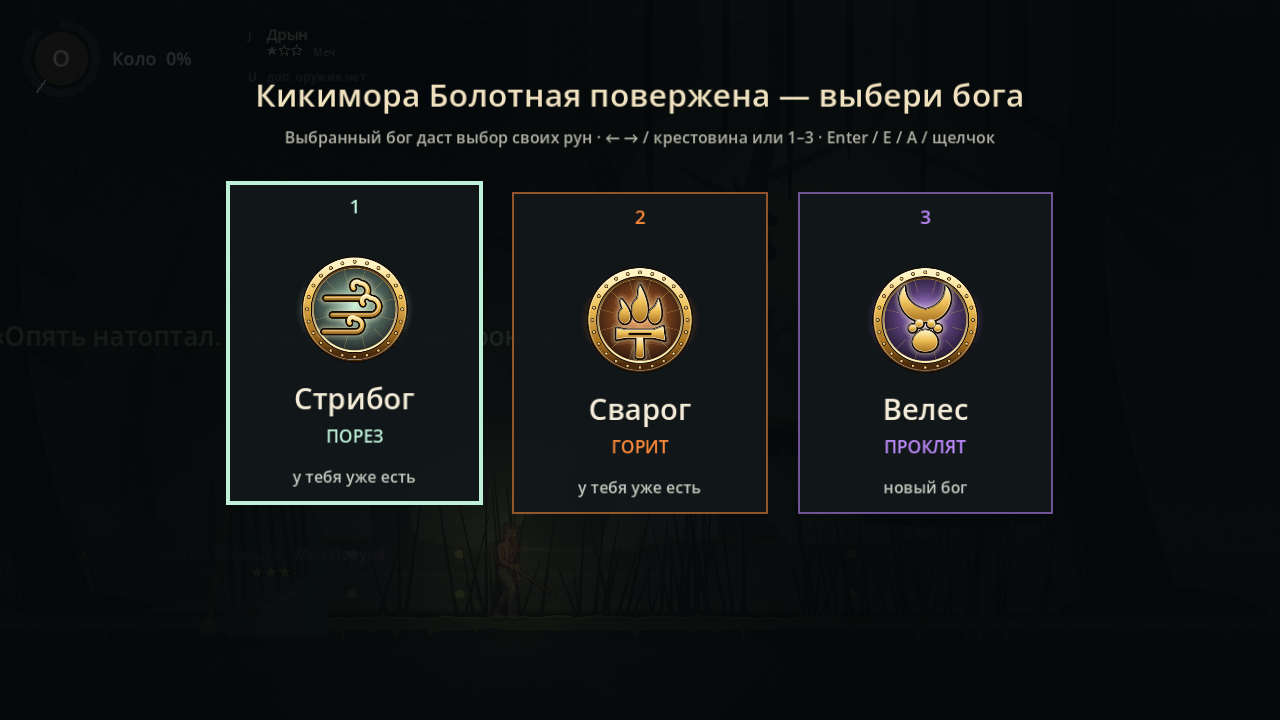 О
Коло 0%
J Дрын
Меч
U доп. оружия нет
Кикимора Болотная повержена — выбери бога
Выбранный бог даст выбор своих рун · ← → / крестовина или 1–3 · Enter / E / A / щелчок
1
Стрибог
ПОРЕЗ
у тебя уже есть
2
Сварог
ГОРИТ
у тебя уже есть
3
Велес
ПРОКЛЯТ
новый бог
«Опять натоптал.
Меч Перуна